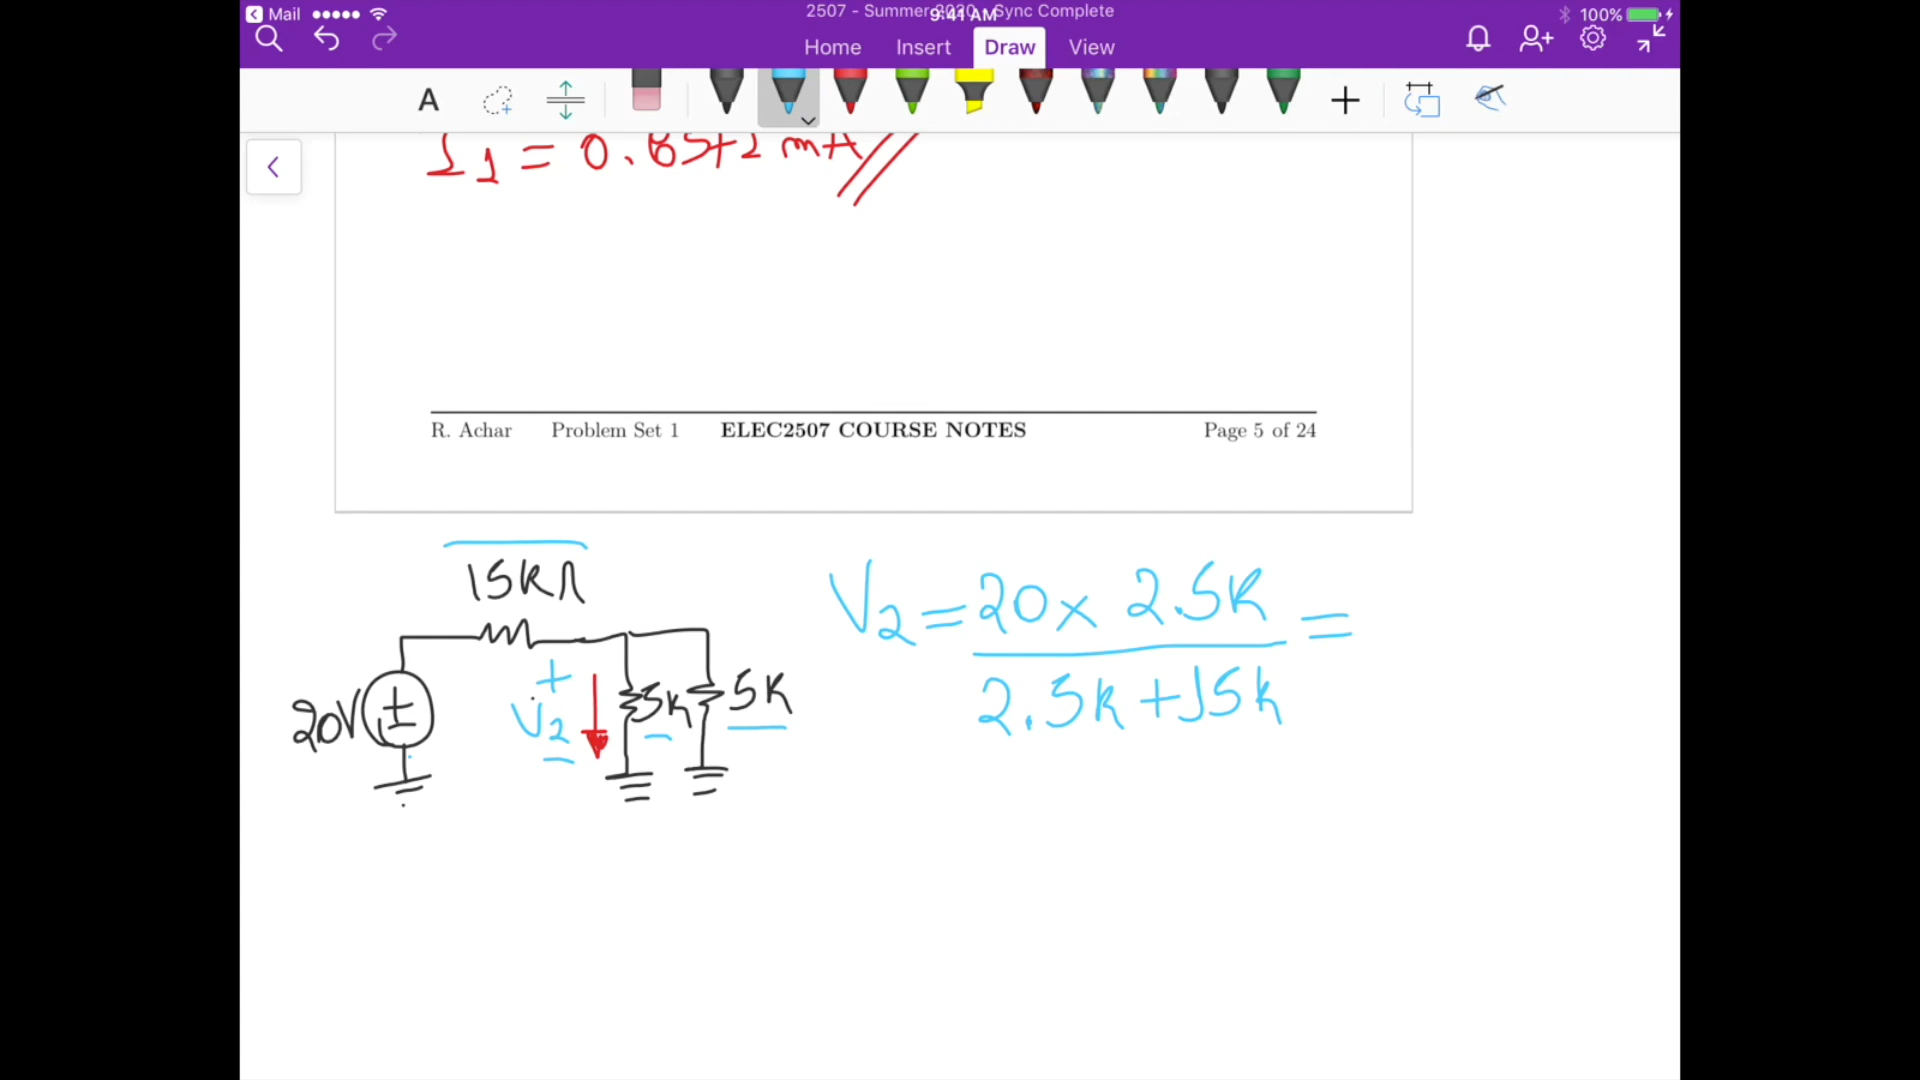 Mail 2507 - Summer 2020 - Sync Complete 9:41 AM 100%
Home Insert Draw View
A
I1 = 0.8572 mA
R. Achar Problem Set 1 ELEC2507 COURSE NOTES Page 5 of 24
15kΩ
20V
+
V2
5k
5K
V2 = 20 x 2.5K =
2.5k + 15k